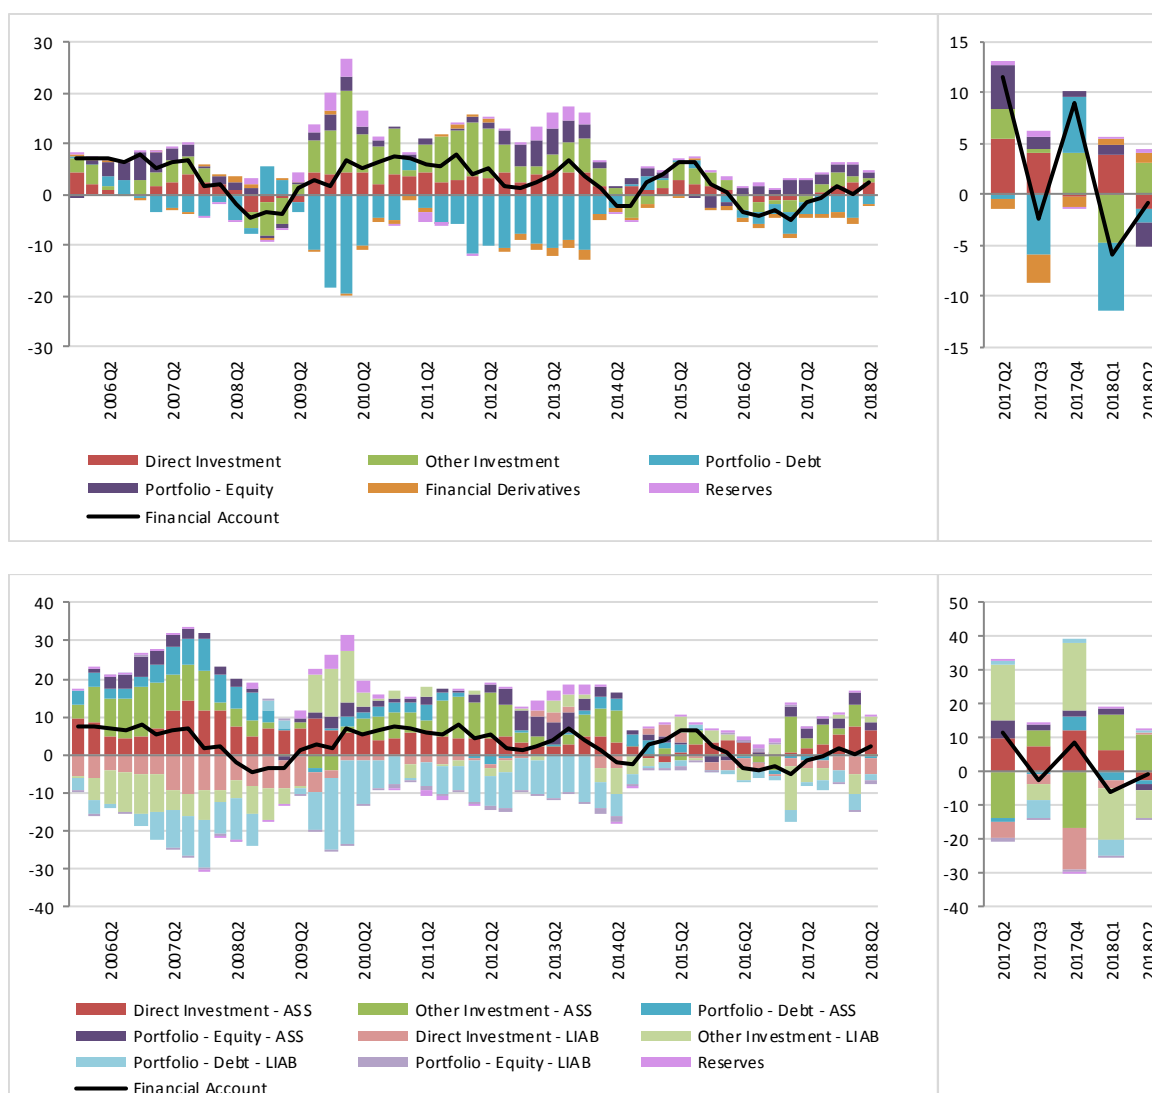 30
20
10
0
-10
-20
-30
2006Q2
2007Q2
2008Q2
2009Q2
2010Q2
2011Q2
2012Q2
2013Q2
2014Q2
2015Q2
2016Q2
2017Q2
2018Q2
Direct Investment
Other Investment
Portfolio - Debt
Portfolio - Equity
Financial Derivatives
Reserves
Financial Account
15
10
5
0
-5
-10
-15
2017Q2
2017Q3
2017Q4
2018Q1
2018Q2
40
30
20
10
0
-10
-20
-30
-40
2006Q2
2007Q2
2008Q2
2009Q2
2010Q2
2011Q2
2012Q2
2013Q2
2014Q2
2015Q2
2016Q2
2017Q2
2018Q2
Direct Investment - ASS
Other Investment - ASS
Portfolio - Debt - ASS
Portfolio - Equity - ASS
Direct Investment - LIAB
Other Investment - LIAB
Portfolio - Debt - LIAB
Portfolio - Equity - LIAB
Reserves
Financial Account
50
40
30
20
10
0
-10
-20
-30
-40
2017Q2
2017Q3
2017Q4
2018Q1
2018Q2